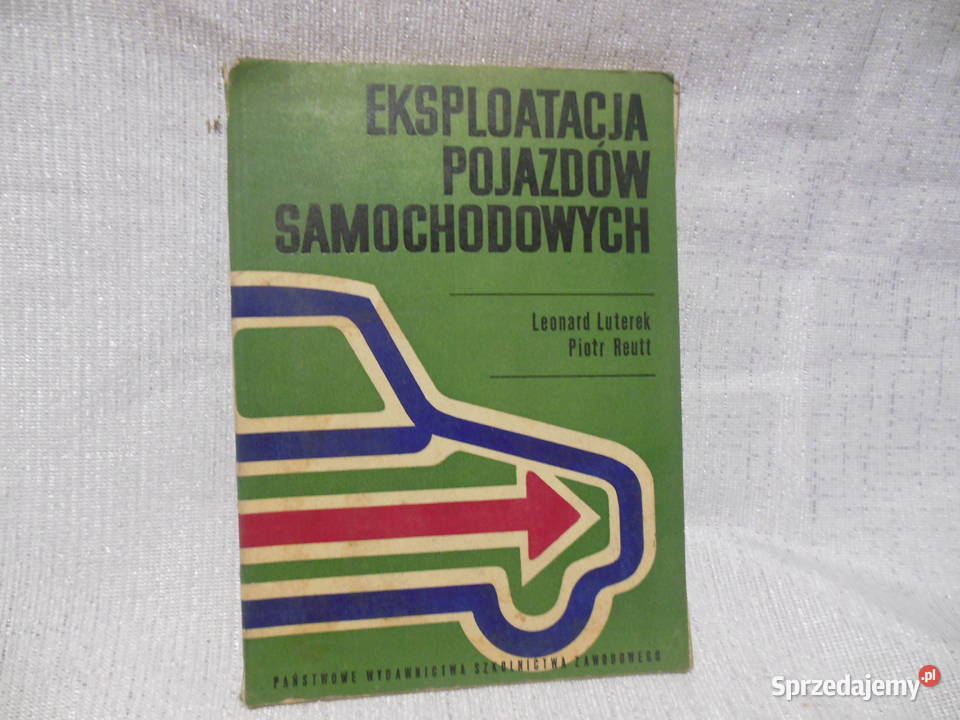 EKSPLOATACJA
POJAZDÓW
SAMOCHODOWYCH
Leonard Luterek
Piotr Reutt
PAŃSTWOWE WYDAWNICTWA SZKOLNICTWA ZAWODOWEGO
Sprzedajemy.pl